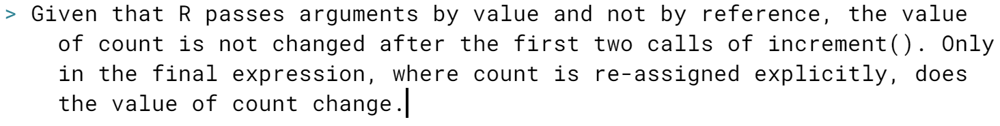 > Given that R passes arguments by value and not by reference, the value
of count is not changed after the first two calls of increment(). Only
in the final expression, where count is re-assigned explicitly, does
the value of count change.